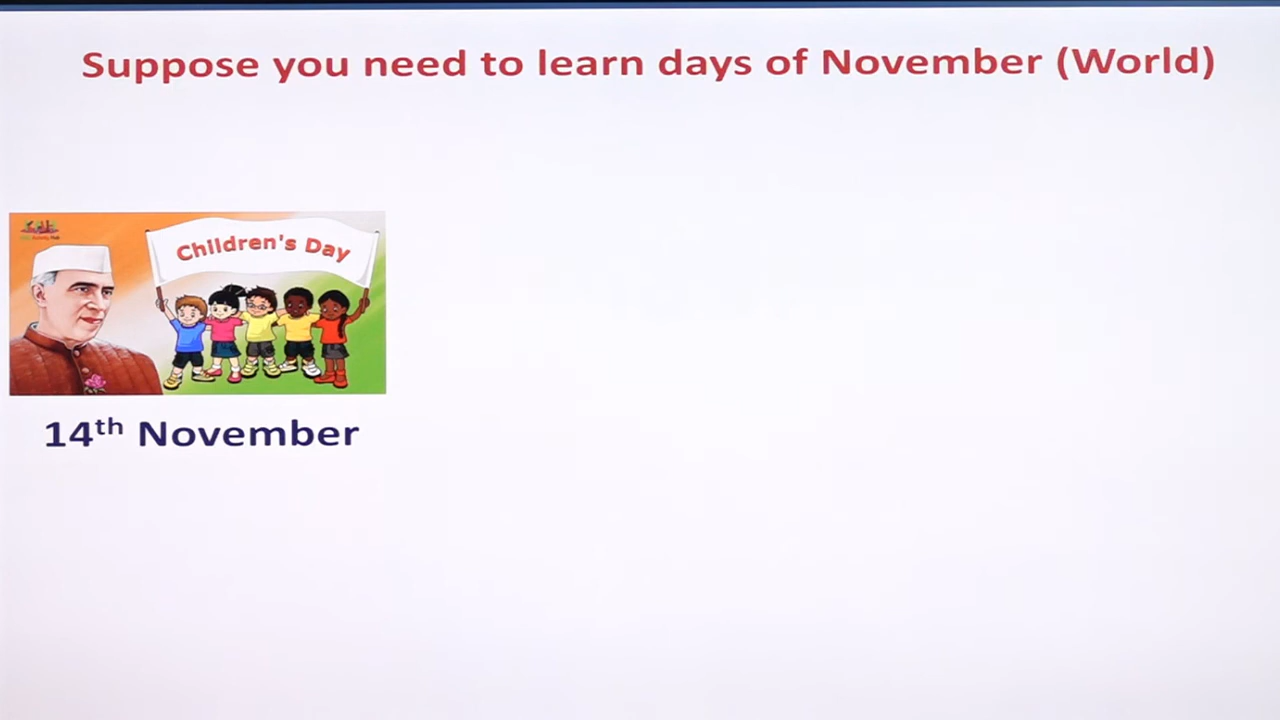 Suppose you need to learn days of November (World)
Children's Day
14th November